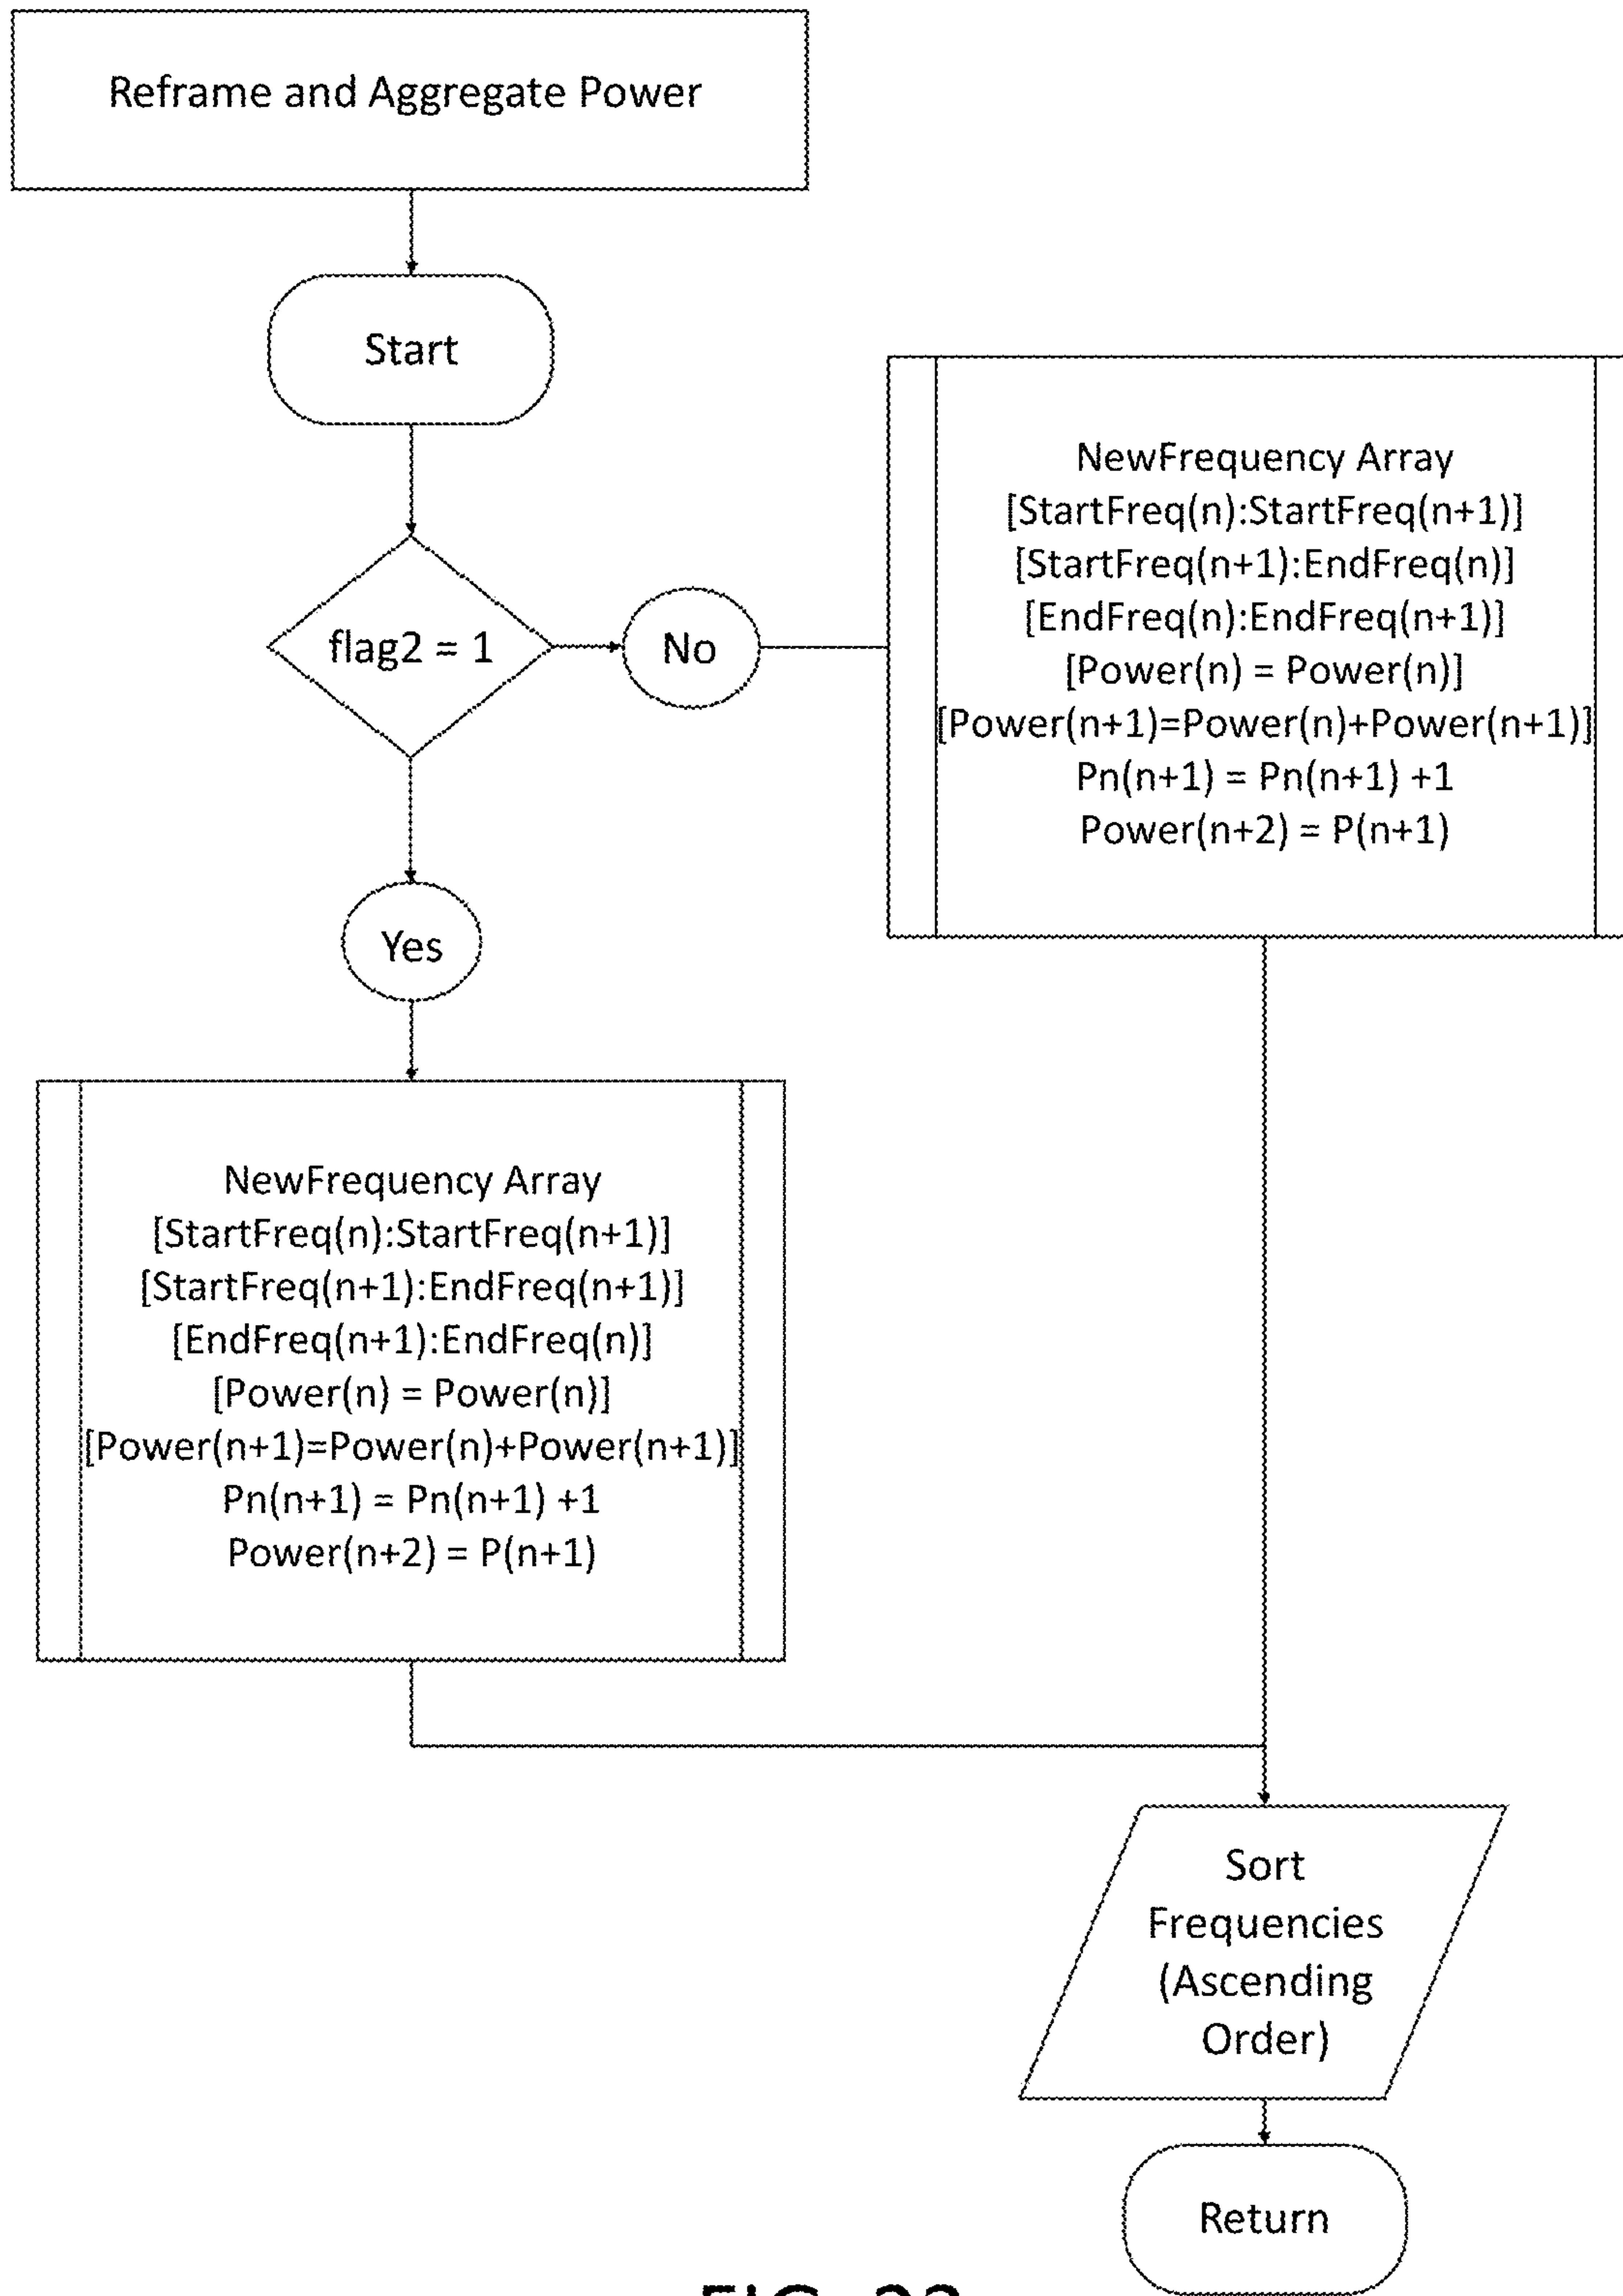 Reframe and Aggregate Power
Start
flag2 = 1
No
NewFrequency Array
[StartFreq(n):StartFreq(n+1)]
[StartFreq(n+1):EndFreq(n)]
[EndFreq(n):EndFreq(n+1)]
[Power(n) = Power(n)]
[Power(n+1)=Power(n)+Power(n+1)]
Pn(n+1) = Pn(n+1) +1
Power(n+2) = P(n+1)
Yes
NewFrequency Array
[StartFreq(n):StartFreq(n+1)]
[StartFreq(n+1):EndFreq(n+1)]
[EndFreq(n+1):EndFreq(n)]
[Power(n) = Power(n)]
[Power(n+1)=Power(n)+Power(n+1)]
Pn(n+1) = Pn(n+1) +1
Power(n+2) = P(n+1)
Sort
Frequencies
(Ascending
Order)
Return